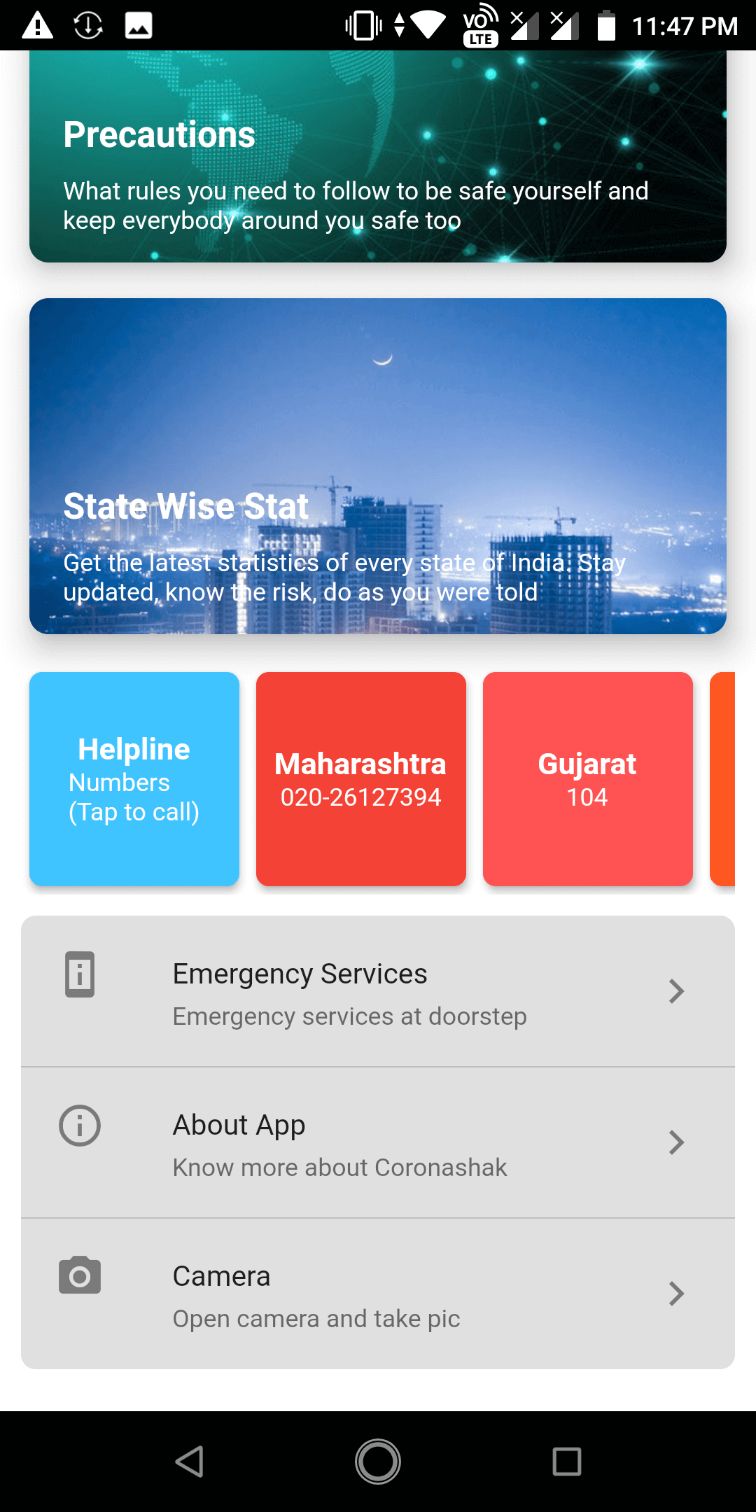 VO LTE 11:47 PM
Precautions
What rules you need to follow to be safe yourself and
keep everybody around you safe too
State Wise Stat
Get the latest statistics of every state of India. Stay
updated, know the risk, do as you were told
Helpline
Numbers
(Tap to call)
Maharashtra
020-26127394
Gujarat
104
Emergency Services
Emergency services at doorstep
About App
Know more about Coronashak
Camera
Open camera and take pic